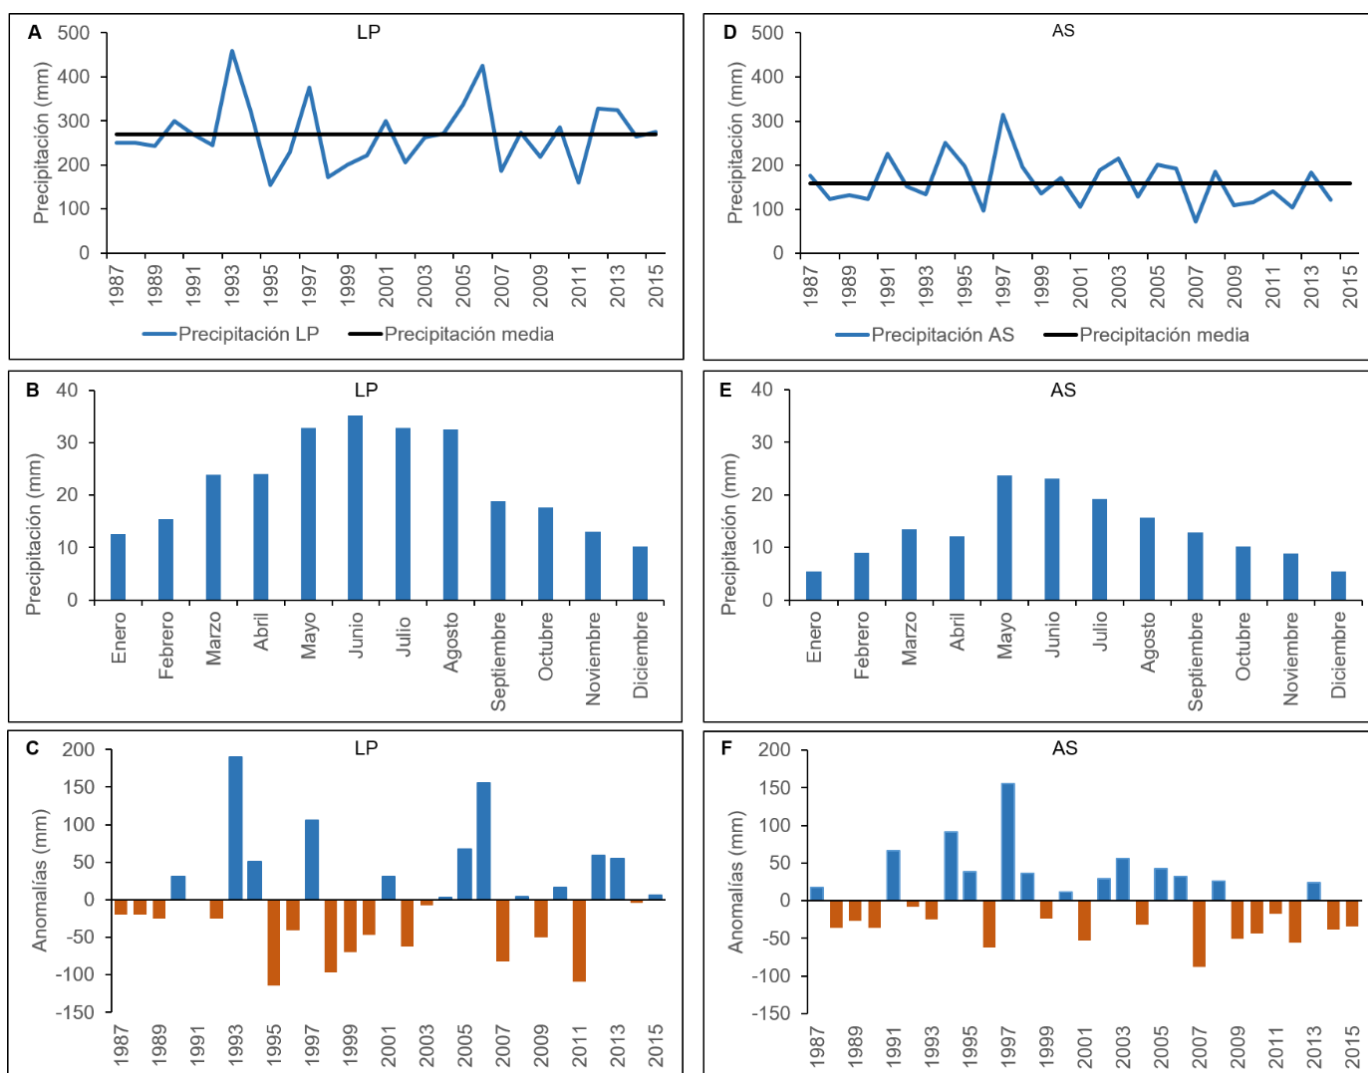 A
LP
Precipitación (mm)
500
400
300
200
100
0
1987
1989
1991
1993
1995
1997
1999
2001
2003
2005
2007
2009
2011
2013
2015
Precipitación LP
Precipitación media
D
AS
Precipitación (mm)
500
400
300
200
100
0
1987
1989
1991
1993
1995
1997
1999
2001
2003
2005
2007
2009
2011
2013
2015
Precipitación AS
Precipitación media
B
LP
Precipitación (mm)
40
30
20
10
0
Enero
Febrero
Marzo
Abril
Mayo
Junio
Julio
Agosto
Septiembre
Octubre
Noviembre
Diciembre
E
AS
Precipitación (mm)
40
30
20
10
0
Enero
Febrero
Marzo
Abril
Mayo
Junio
Julio
Agosto
Septiembre
Octubre
Noviembre
Diciembre
C
LP
Anomalías (mm)
200
150
100
50
0
-50
-100
-150
1987
1989
1991
1993
1995
1997
1999
2001
2003
2005
2007
2009
2011
2013
2015
F
AS
Anomalías (mm)
200
150
100
50
0
-50
-100
-150
1987
1989
1991
1993
1995
1997
1999
2001
2003
2005
2007
2009
2011
2013
2015